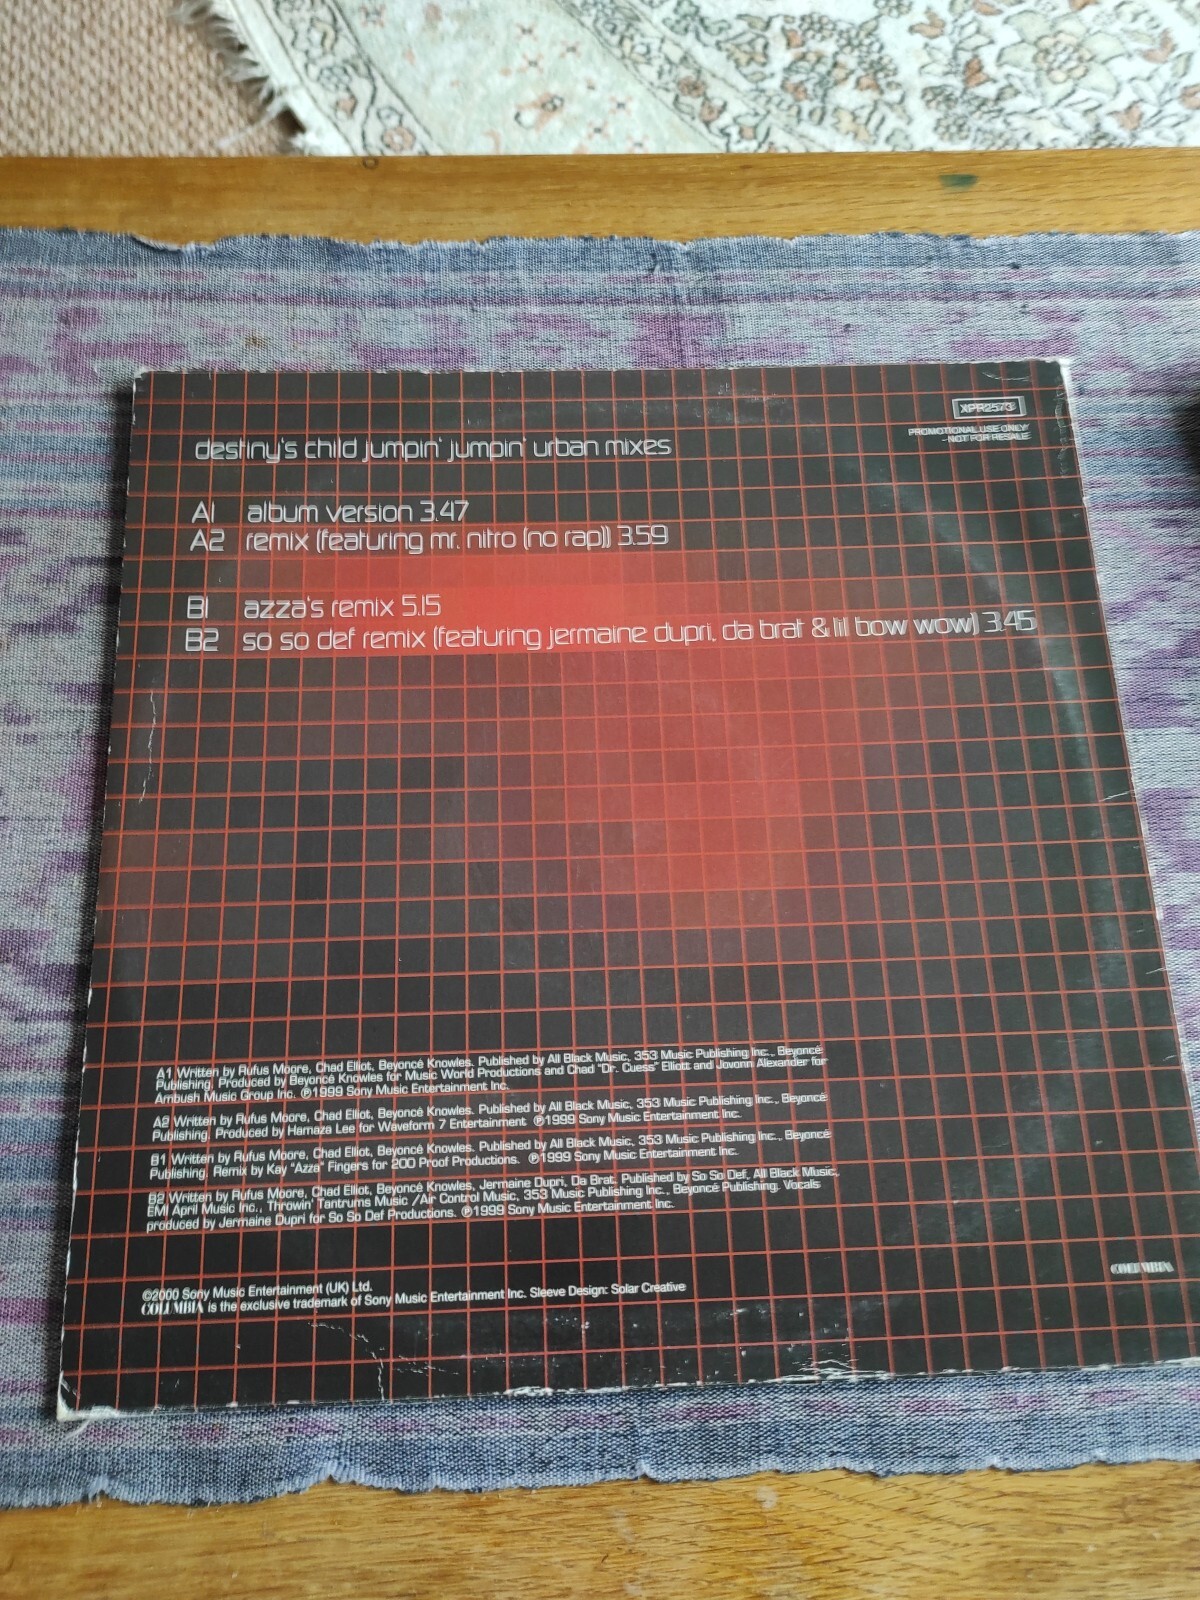 XPR2573
PROMOTIONAL USE ONLY
- NOT FOR RESALE
destiny's child jumpin' jumpin' urban mixes
A1 album version 3.47
A2 remix (featuring mr. nitro (no rap)) 3.59
B1 azza's remix 5.15
B2 so so def remix (featuring jermaine dupri, da brat & lil bow wow) 3.45
A1 Written by Rufus Moore, Chad Elliot, Beyoncé Knowles. Published by All Black Music, 353 Music Publishing Inc., Beyoncé
Publishing. Produced by Beyoncé Knowles for Music World Productions and Chad "Dr. Cuess" Elliott and Jovonn Alexander for
Ambush Music Group Inc. ℗1999 Sony Music Entertainment Inc.
A2 Written by Rufus Moore, Chad Elliot, Beyoncé Knowles. Published by All Black Music, 353 Music Publishing Inc., Beyoncé
Publishing. Produced by Hamaza Lee for Waveform 7 Entertainment ℗1999 Sony Music Entertainment Inc.
B1 Written by Rufus Moore, Chad Elliot, Beyoncé Knowles. Published by All Black Music, 353 Music Publishing Inc., Beyoncé
Publishing. Remix by Kay "Azza" Fingers for 200 Proof Productions. ℗1999 Sony Music Entertainment Inc.
B2 Written by Rufus Moore, Chad Elliot, Beyoncé Knowles, Jermaine Dupri, Da Brat. Published by So So Def, All Black Music,
EMI April Music Inc., Throwin' Tantrums Music / Air Control Music, 353 Music Publishing Inc., Beyoncé Publishing. Vocals
produced by Jermaine Dupri for So So Def Productions. ℗1999 Sony Music Entertainment Inc.
COLUMBIA
©2000 Sony Music Entertainment (UK) Ltd.
COLUMBIA is the exclusive trademark of Sony Music Entertainment Inc. Sleeve Design: Solar Creative